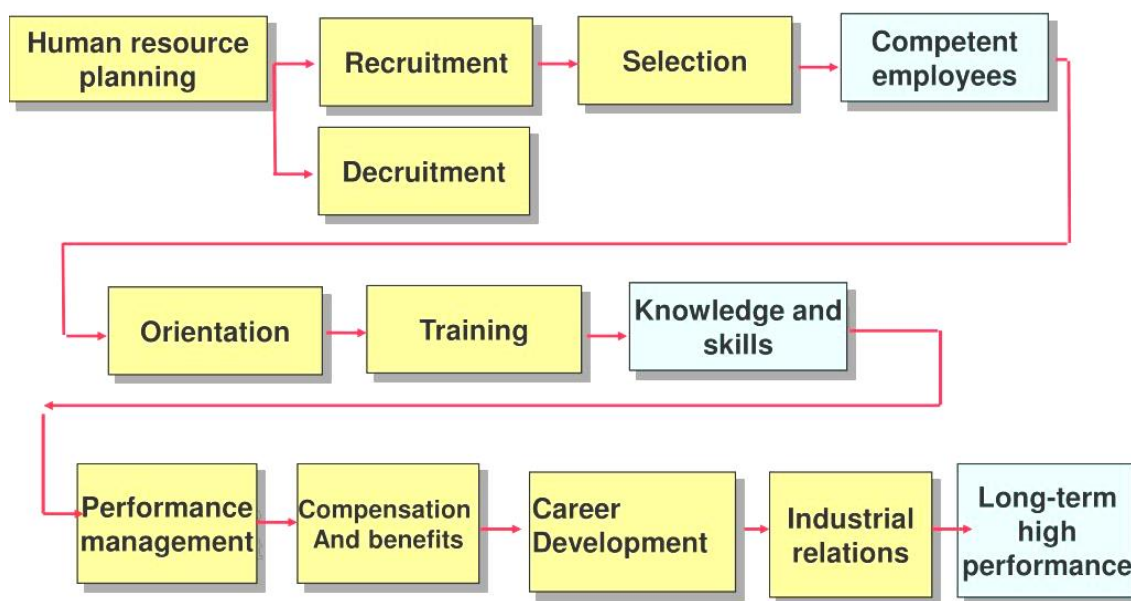 Human resource
planning
Recruitment
Selection
Competent
employees
Decruitment
Orientation
Training
Knowledge and
skills
Performance
management
Compensation
And benefits
Career
Development
Industrial
relations
Long-term
high
performance